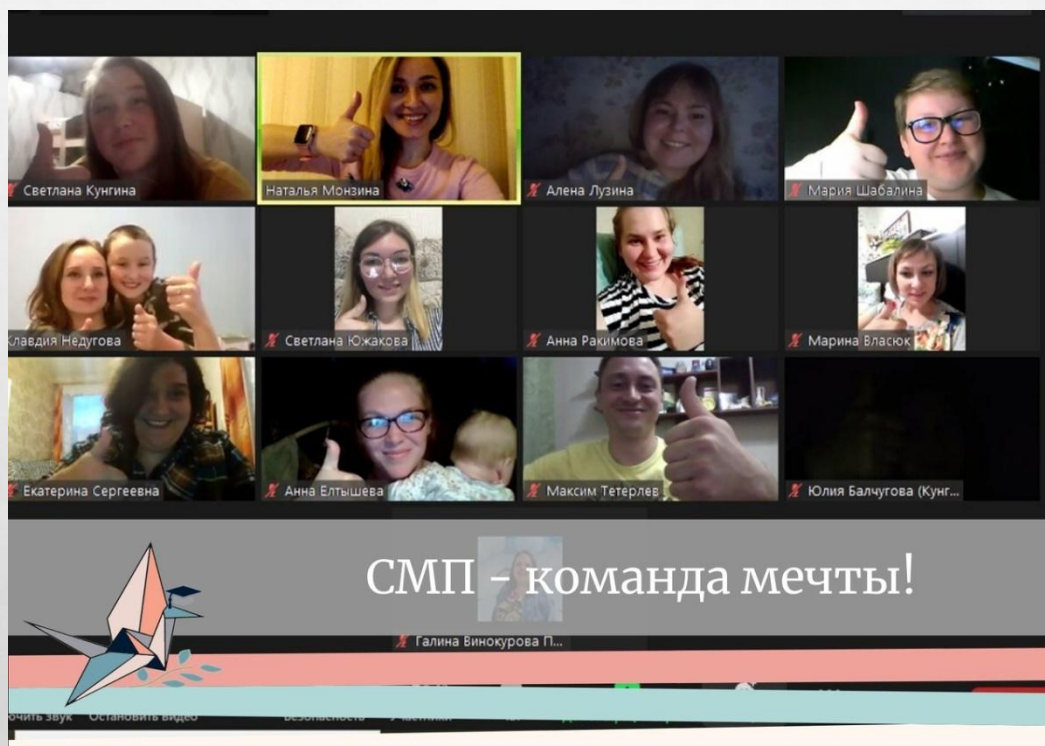 Светлана Кунгина
Наталья Монзина
Алена Лузина
Мария Шабалина
Клавдия Недугова
Светлана Южакова
Анна Ракимова
Марина Власюк
Екатерина Сергеевна
Анна Елтышева
Максим Тетерлев
Юлия Балчугова (Кунг...
СМП - команда мечты!
Галина Винокурова П...
Остановить видео